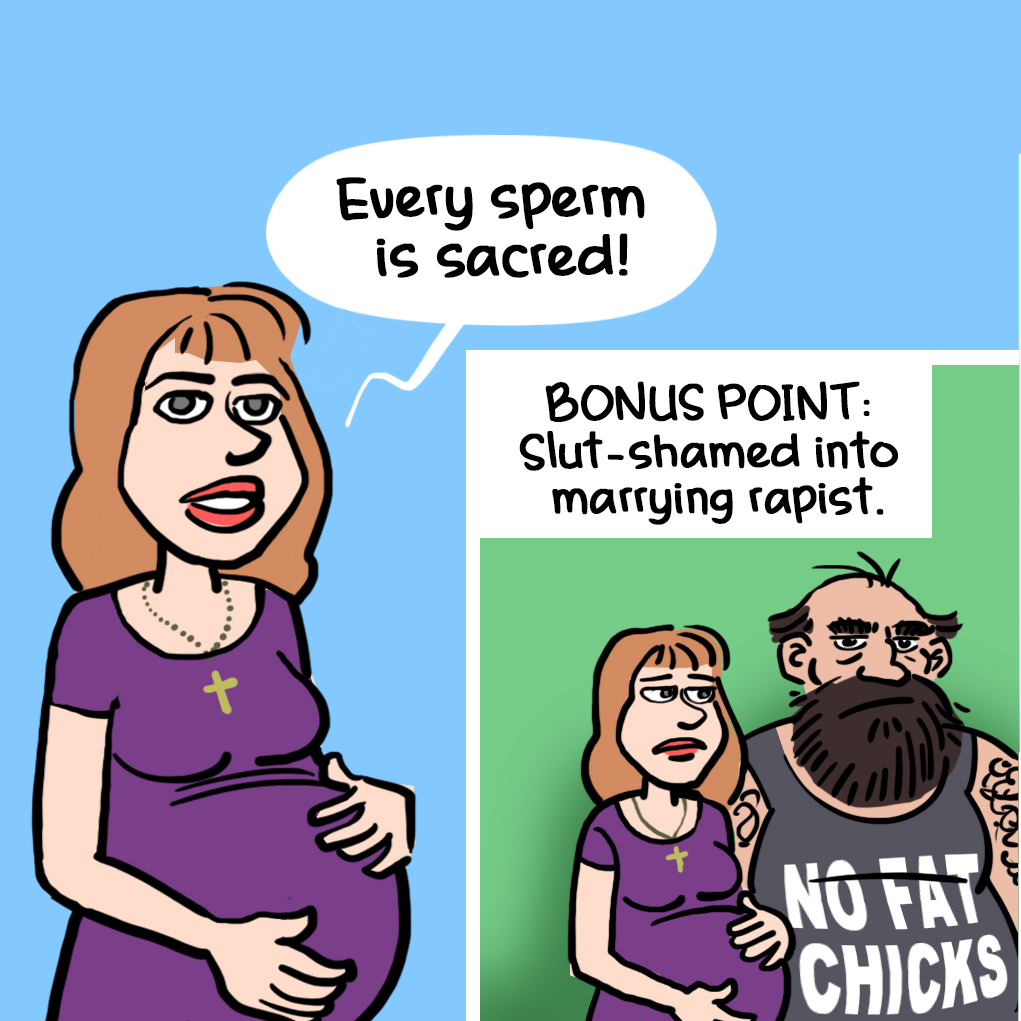 Every sperm
is sacred!
BONUS POINT:
Slut-shamed into
marrying rapist.
NO FAT
CHICKS